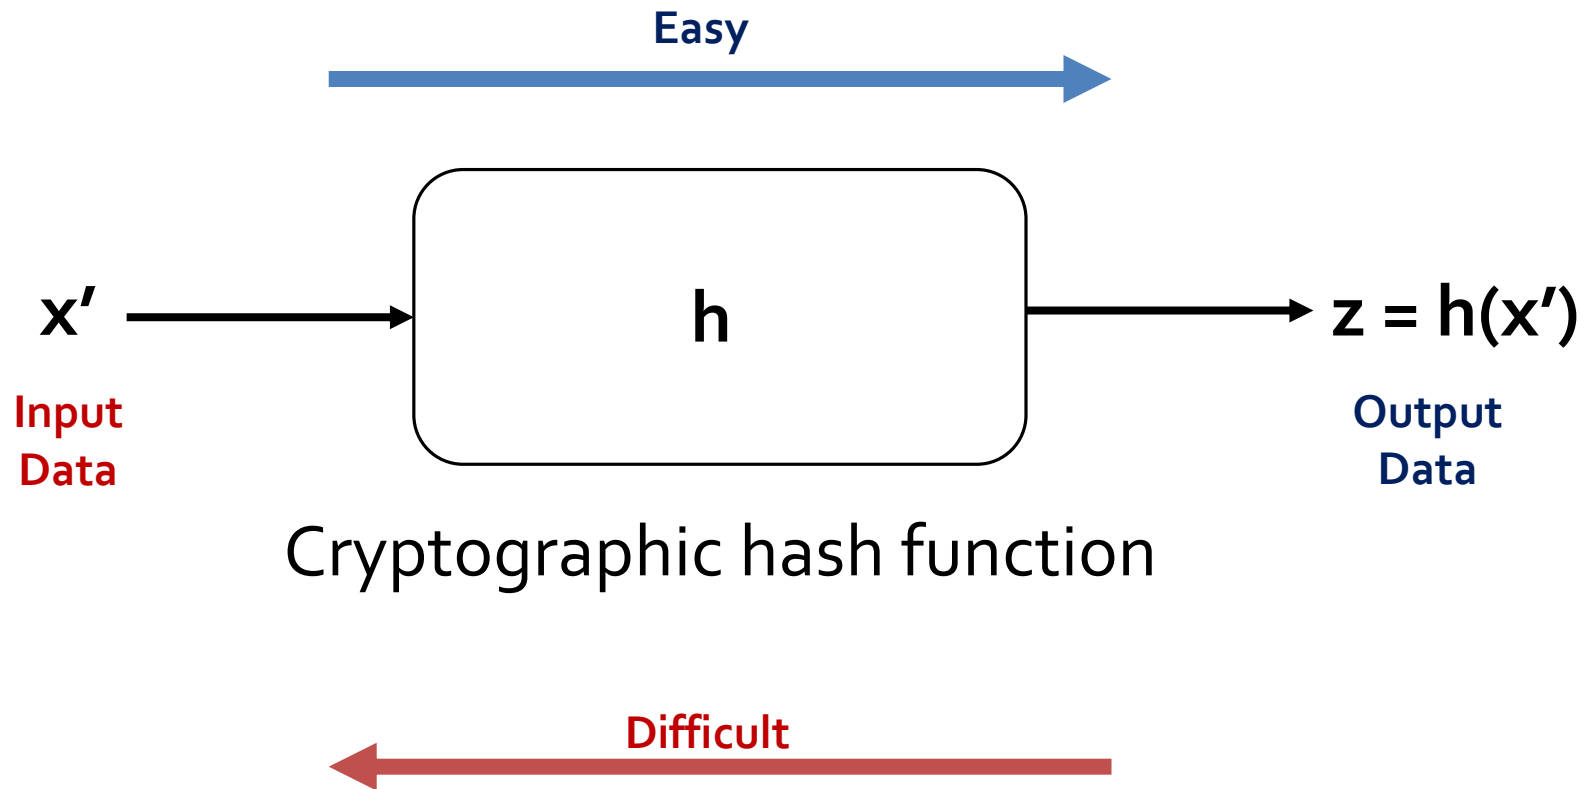 Easy
x′
h
z = h(x′)
Input
Data
Output
Data
Cryptographic hash function
Difficult